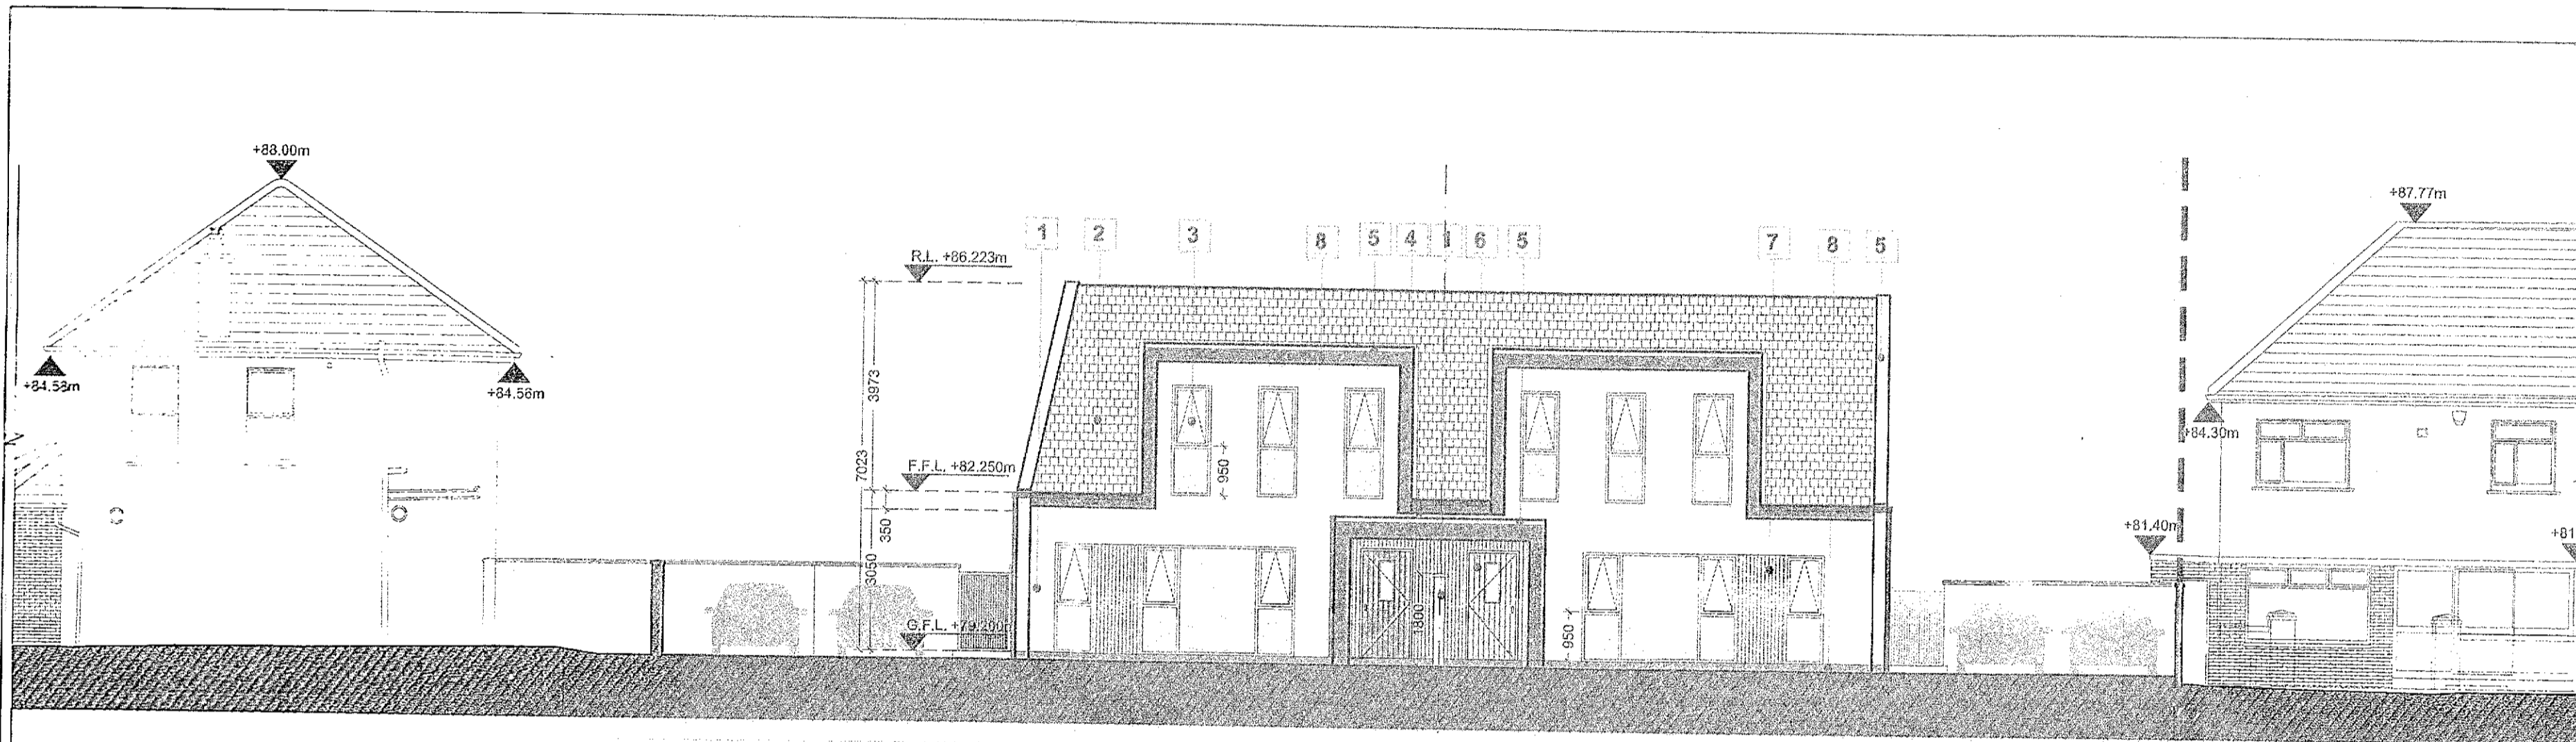 +88.00m
+87.77m
1 2 3 8 5 4 1 6 5 7 8 5
R.L. +86.223m
+84.58m
+84.56m
3973
+84.30m
950
7023
F.F.L. +82.250m
350
+81.40m
+81
3050
G.F.L. +79.200m
1800
950